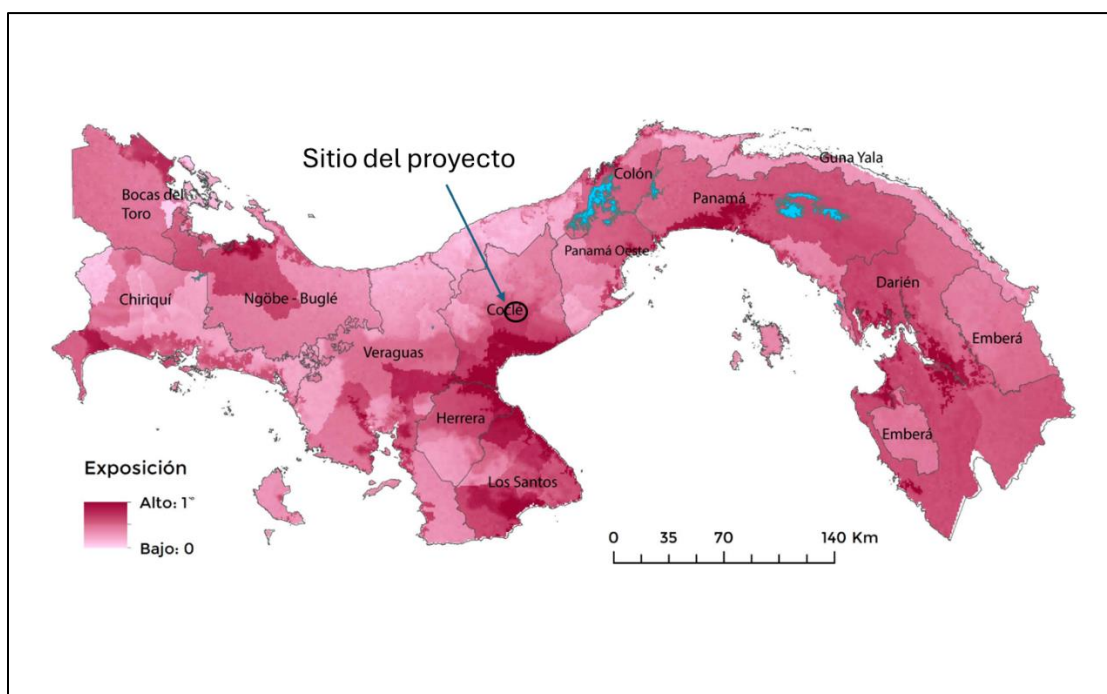 Sitio del proyecto
Guna Yala
Colón
Bocas del
Toro
Panamá
Panamá Oeste
Darién
Chiriquí
Ngöbe - Buglé
Coclé
Emberá
Veraguas
Herrera
Emberá
Los Santos
Exposición
Alto: 1
Bajo: 0
0 35 70 140 Km